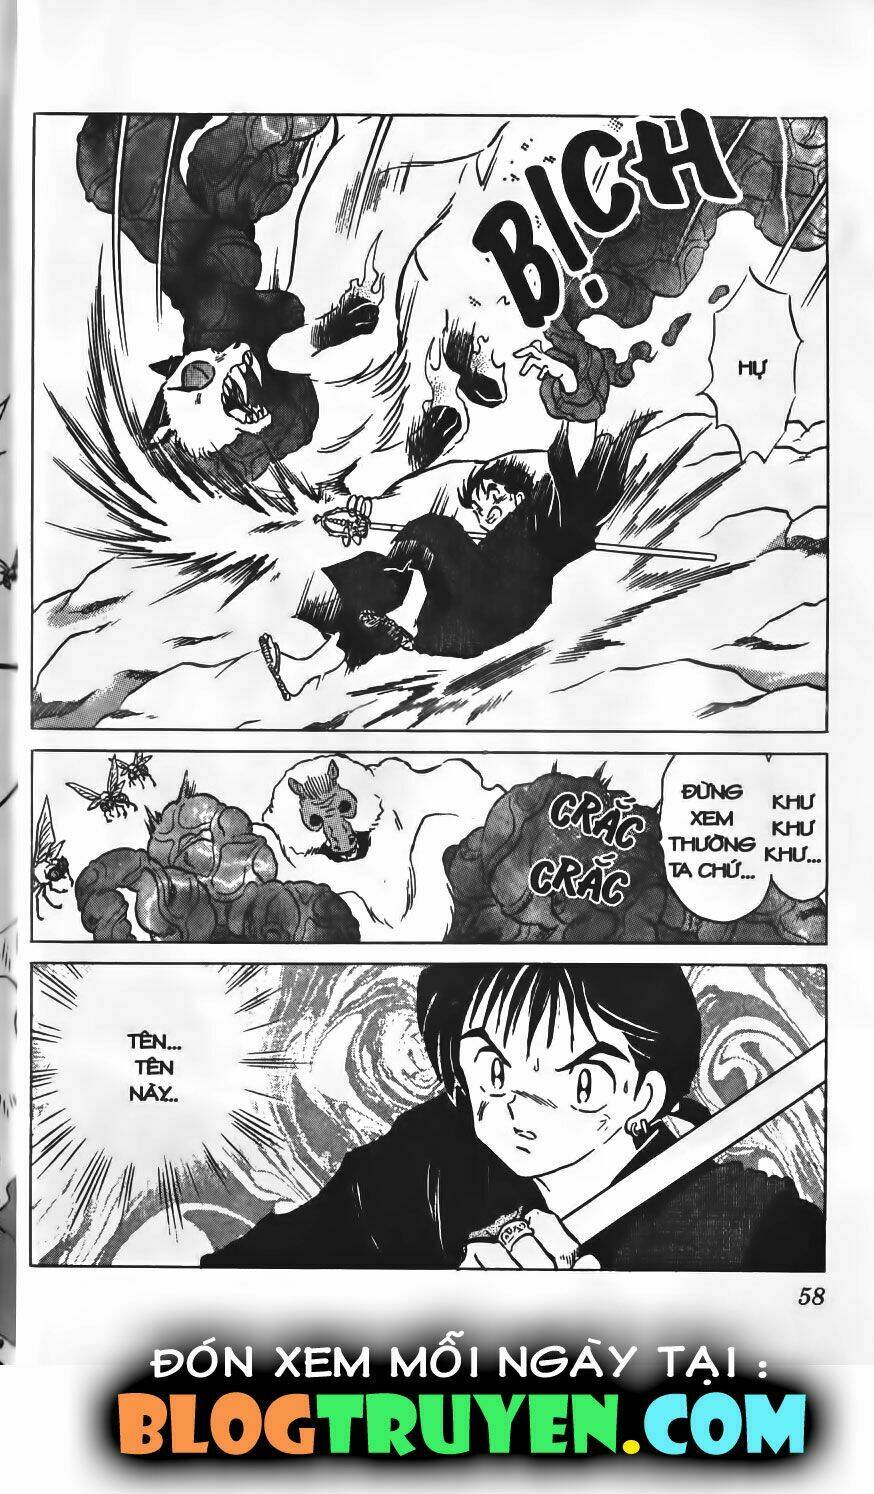 BỊCH
HỰ
KHƯ
KHƯ
KHƯ...
ĐỪNG
XEM
THƯỜNG
TA CHỨ...
CRẮC
CRẮC
TÊN...
TÊN
NÀY..
58
ĐÓN XEM MỖI NGÀY TẠI :
BLOGTRUYEN.COM